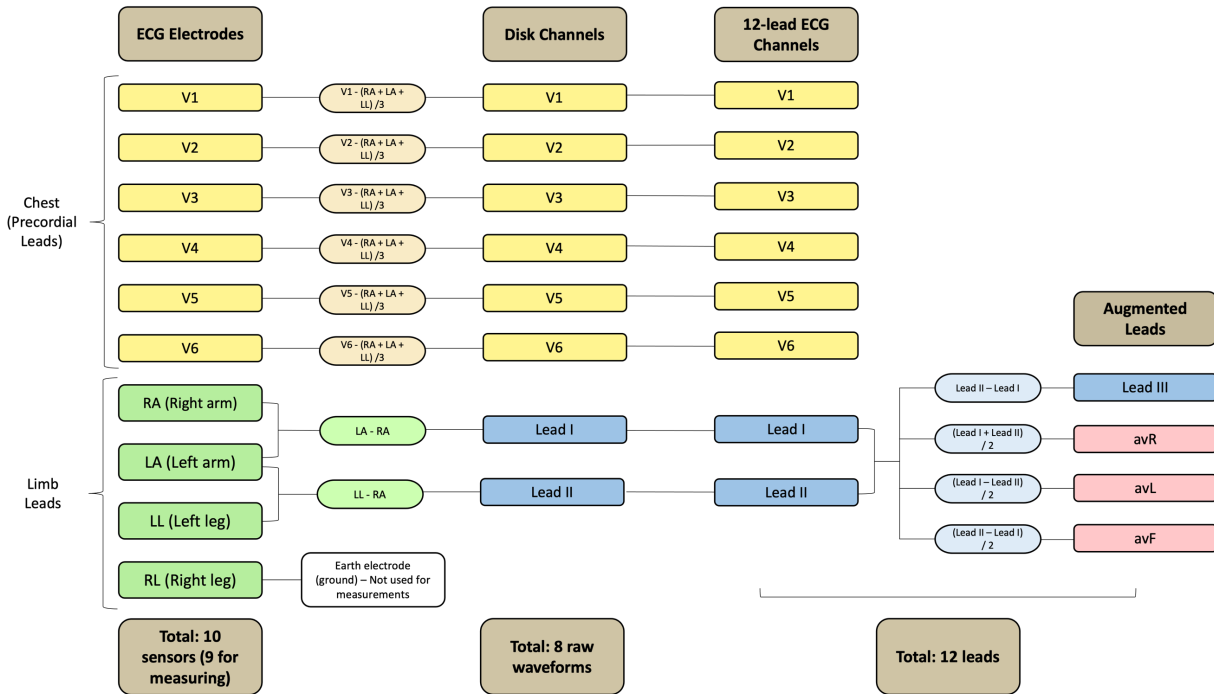 ECG Electrodes
Disk Channels
12-lead ECG
Channels
V1
V1 - (RA + LA +
LL) /3
V1
V1
V2
V2 - (RA + LA +
LL) /3
V2
V2
V3
V3 - (RA + LA +
LL) /3
V3
V3
Chest
(Precordial
Leads)
V4
V4 - (RA + LA +
LL) /3
V4
V4
V5
V5 - (RA + LA +
LL) /3
V5
V5
V6
V6 - (RA + LA +
LL) /3
V6
V6
Augmented
Leads
RA (Right arm)
LA (Left arm)
LL (Left leg)
RL (Right leg)
Limb
Leads
LA - RA
LL - RA
Earth electrode
(ground) – Not used for
measurements
Lead I
Lead II
Lead I
Lead II
Lead II – Lead I
Lead III
(Lead I + Lead II)
/ 2
avR
(Lead I – Lead II)
/ 2
avL
(Lead II – Lead I)
/ 2
avF
Total: 10
sensors (9 for
measuring)
Total: 8 raw
waveforms
Total: 12 leads